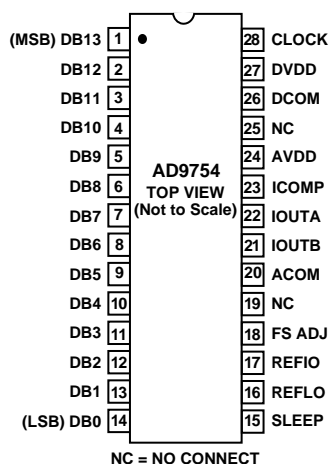 (MSB) DB13 1 28 CLOCK
DB12 2 27 DVDD
DB11 3 26 DCOM
DB10 4 25 NC
DB9 5 24 AVDD
DB8 6 23 ICOMP
DB7 7 22 IOUTA
DB6 8 21 IOUTB
DB5 9 20 ACOM
DB4 10 19 NC
DB3 11 18 FS ADJ
DB2 12 17 REFIO
DB1 13 16 REFLO
(LSB) DB0 14 15 SLEEP
AD9754
TOP VIEW
(Not to Scale)
NC = NO CONNECT